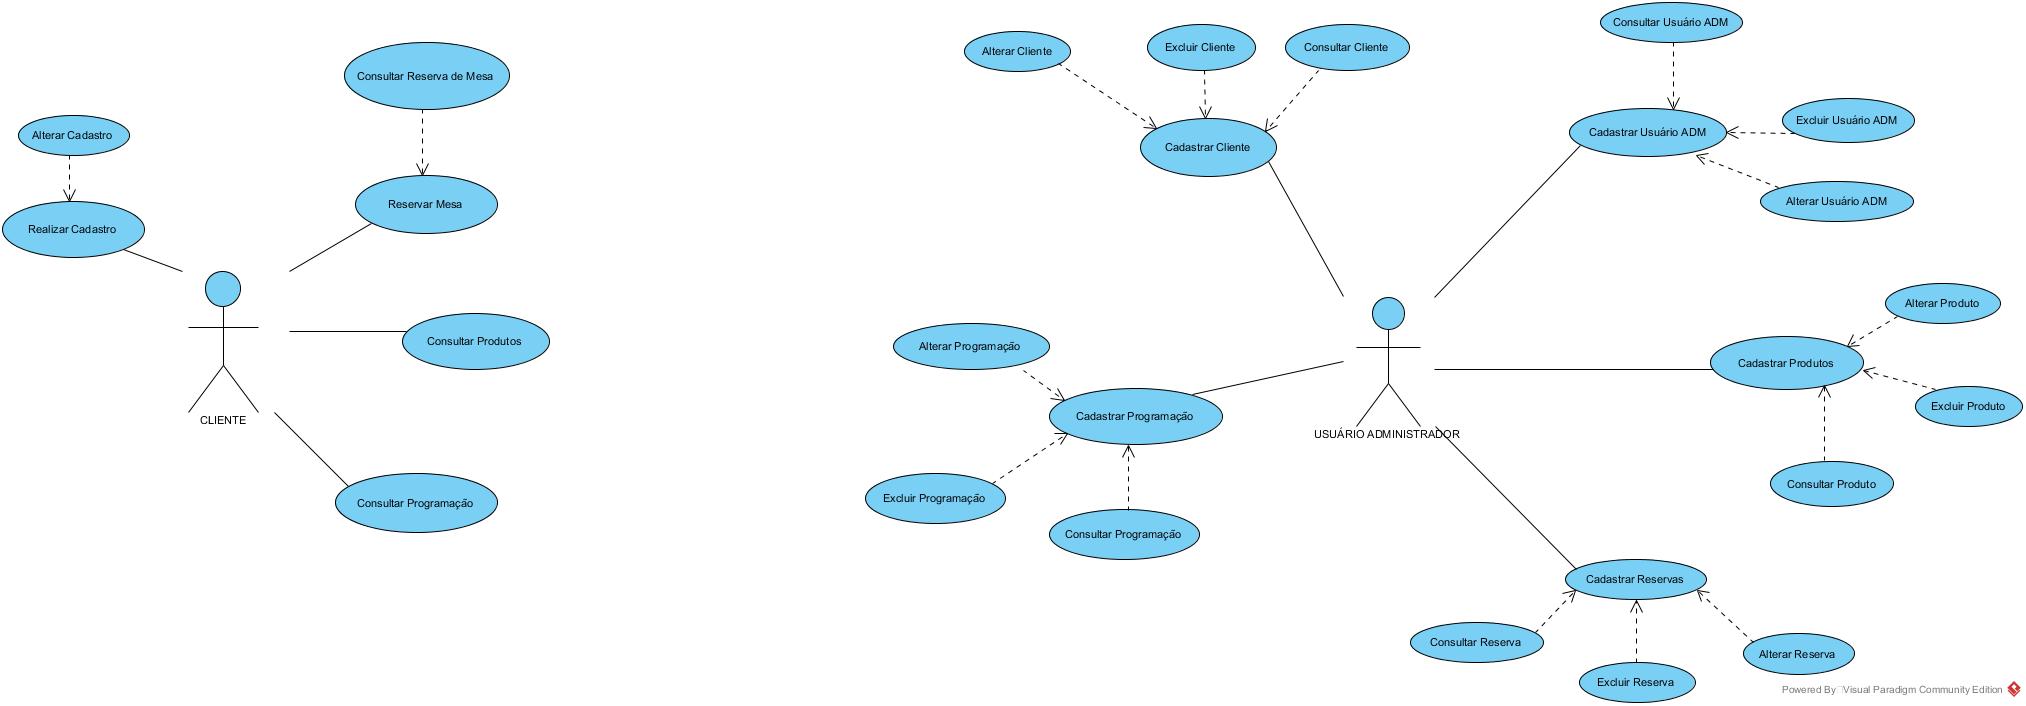 Consultar Reserva de Mesa
Alterar Cadastro
Realizar Cadastro
Reservar Mesa
Consultar Produtos
CLIENTE
Consultar Programação
Alterar Cliente
Excluir Cliente
Consultar Cliente
Cadastrar Cliente
Consultar Usuário ADM
Cadastrar Usuário ADM
Excluir Usuário ADM
Alterar Usuário ADM
Alterar Programação
Cadastrar Programação
Excluir Programação
Consultar Programação
USUÁRIO ADMINISTRADOR
Alterar Produto
Cadastrar Produtos
Excluir Produto
Consultar Produto
Cadastrar Reservas
Consultar Reserva
Excluir Reserva
Alterar Reserva
Powered By Visual Paradigm Community Edition